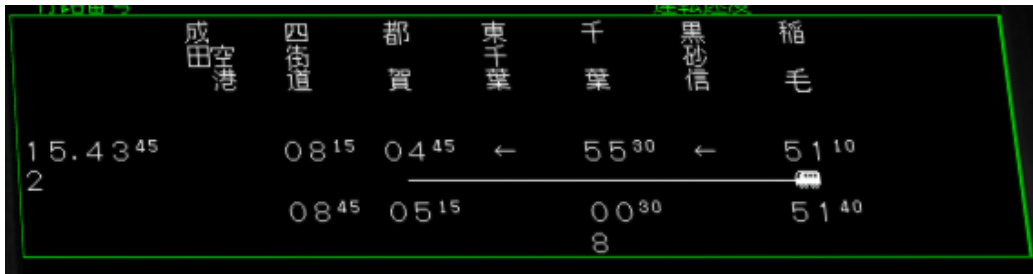 成田空港 四街道 都賀 東千葉 千葉 黒砂信 稲毛
15.43⁴⁵ 08¹⁵ 04⁴⁵ ← 55³⁰ ← 51¹⁰
2
08⁴⁵ 05¹⁵ 00³⁰ 51⁴⁰
8